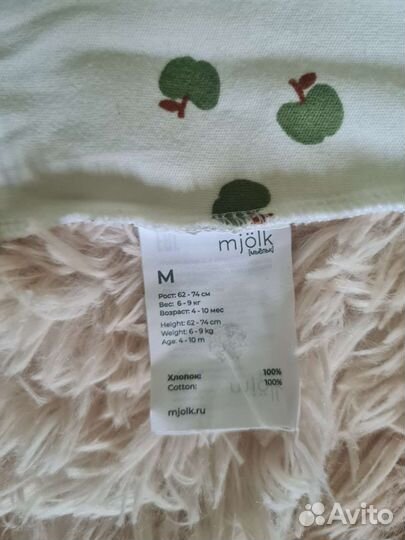 mjölk
[мьёльк]
M
Рост: 62 - 74 см
Вес: 6 - 9 кг
Возраст: 4 - 10 мес
Height: 62 - 74 cm
Weight: 6 - 9 kg
Age: 4 - 10 m
Хлопок: 100%
Cotton: 100%
mjolk.ru
Avito